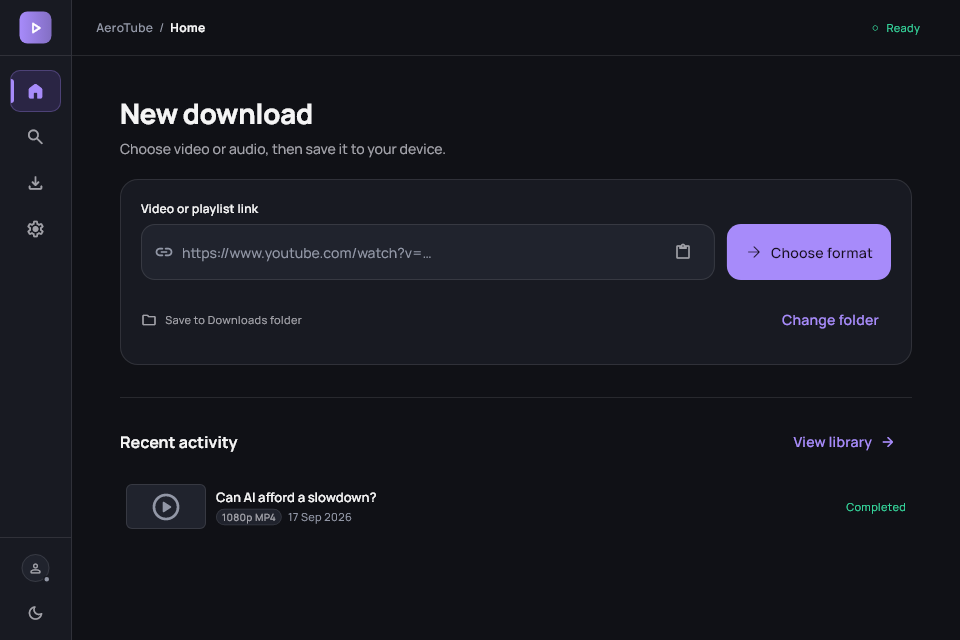 AeroTube / Home
Ready
New download
Choose video or audio, then save it to your device.
Video or playlist link
https://www.youtube.com/watch?v=…
Choose format
Save to Downloads folder
Change folder
Recent activity
View library
Can AI afford a slowdown?
1080p MP4 17 Sep 2026
Completed